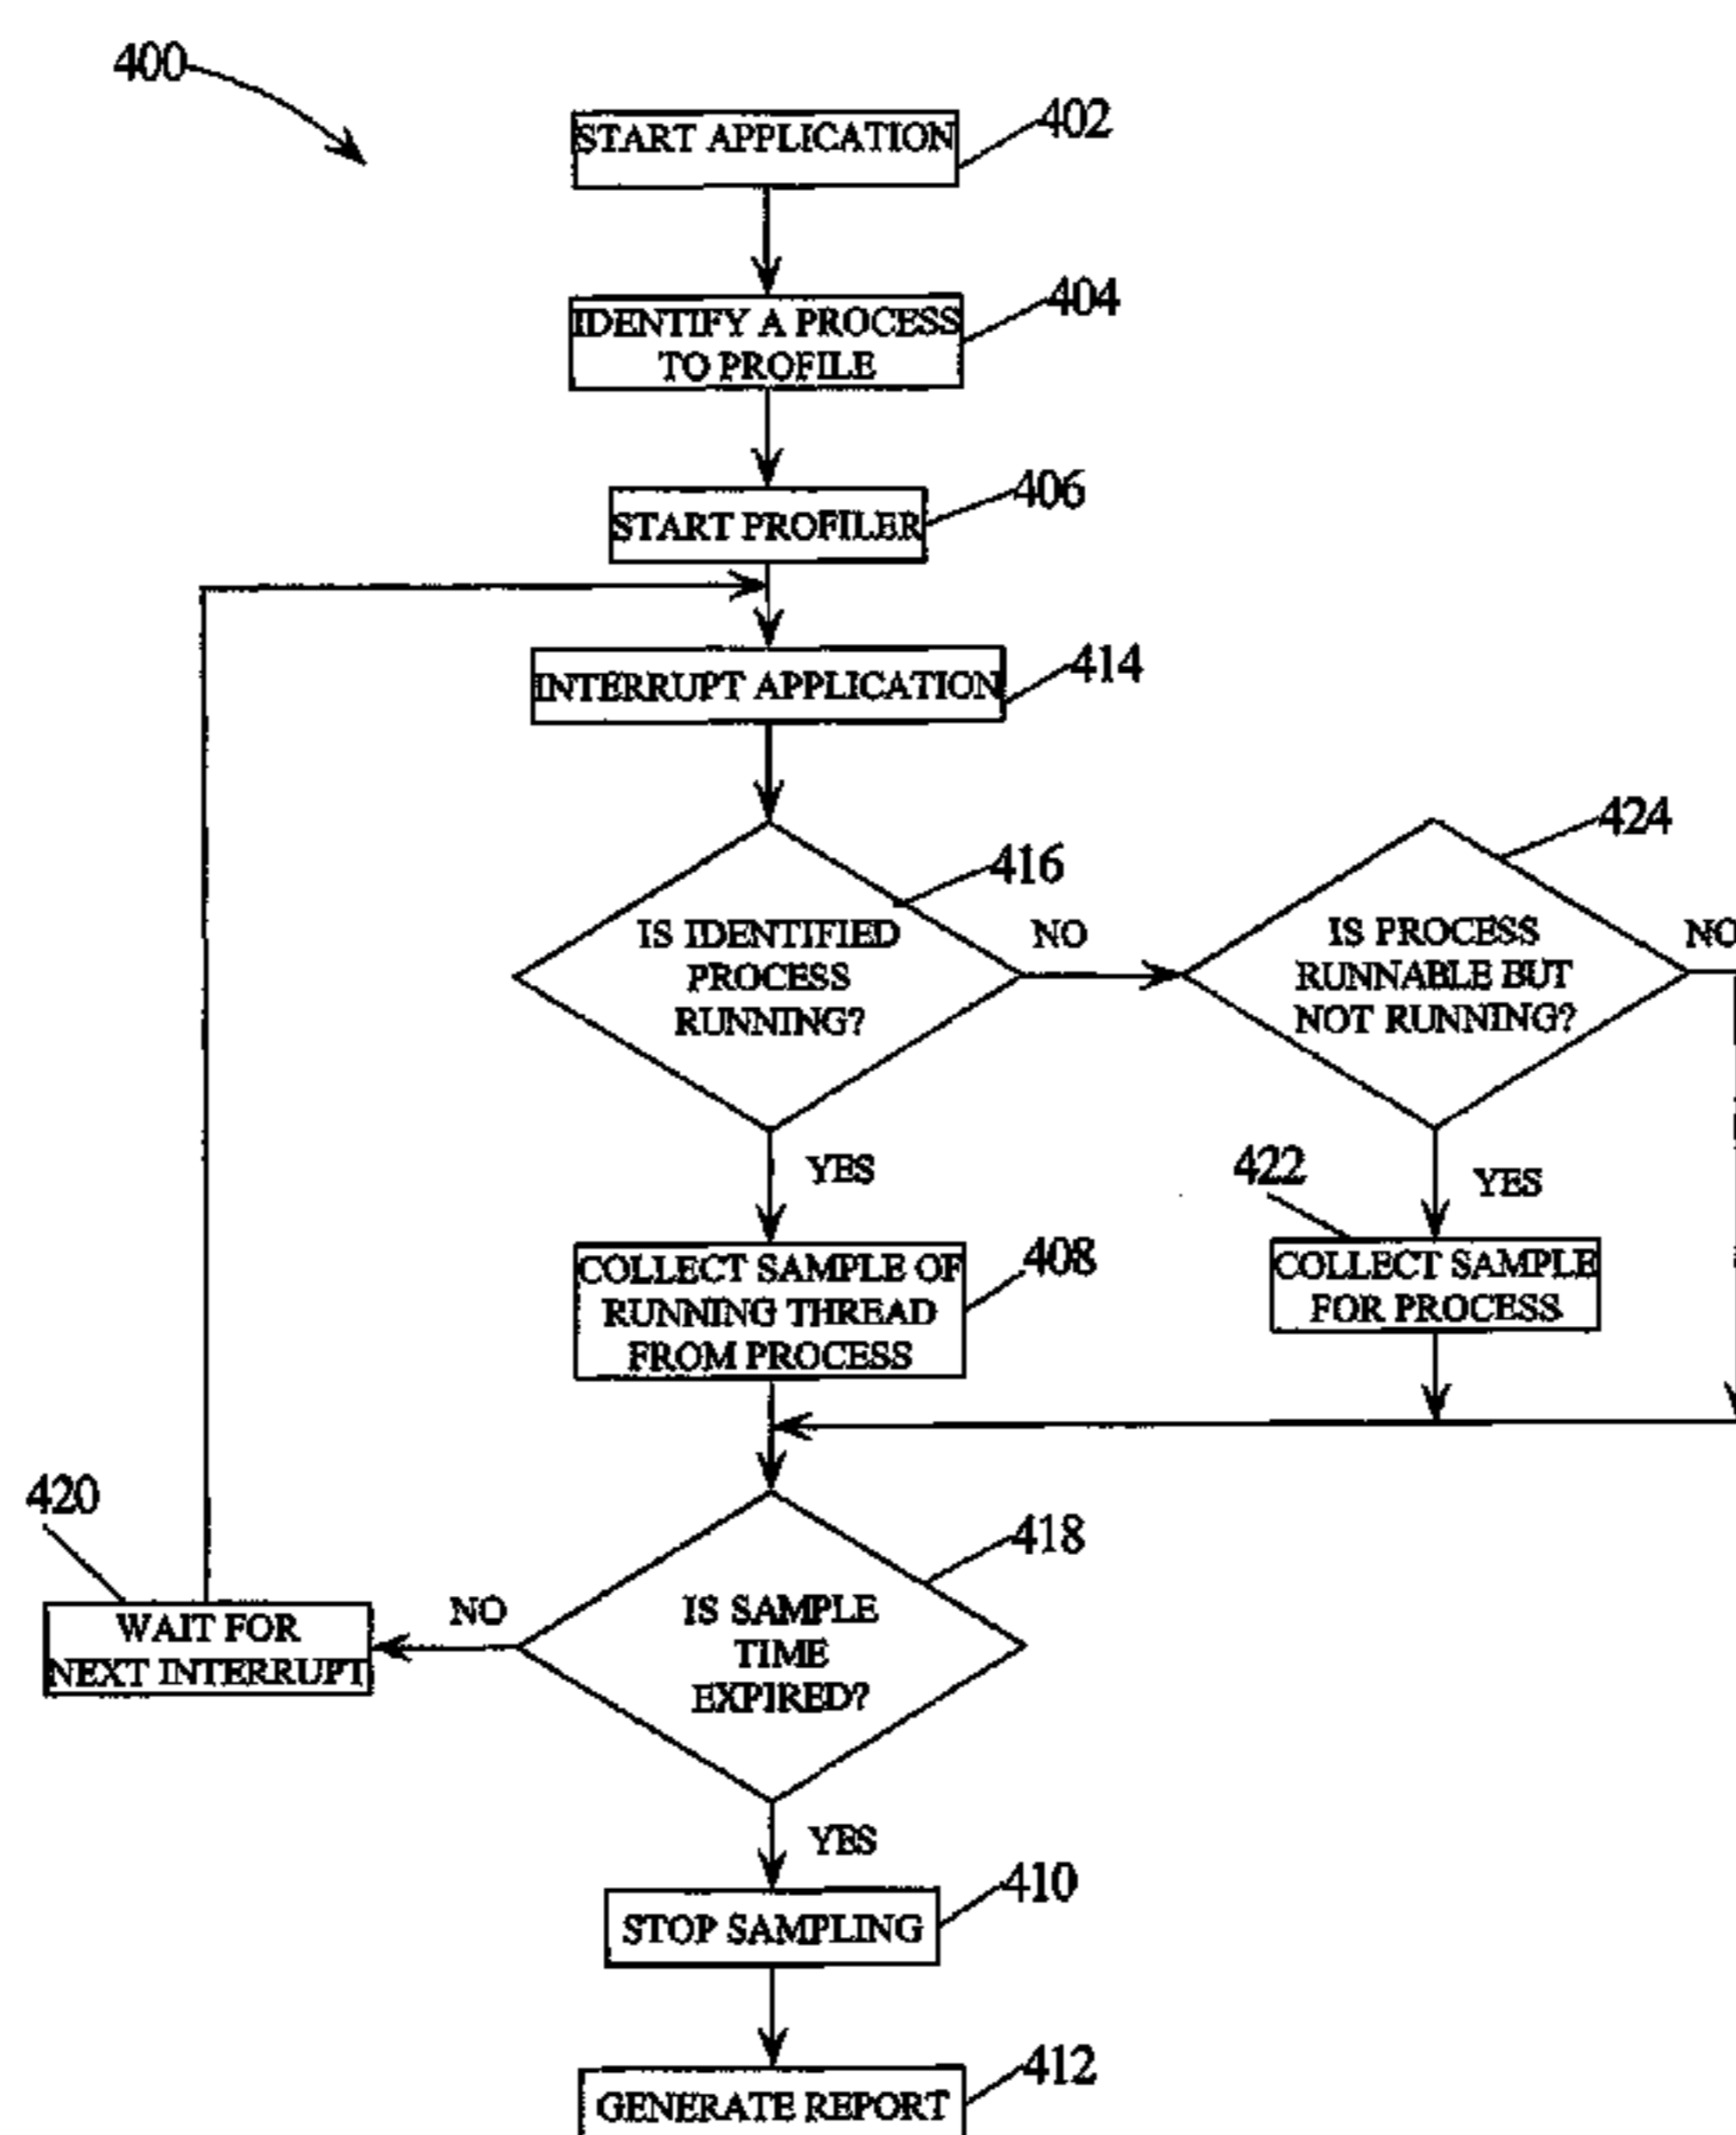 400
START APPLICATION
402
IDENTIFY A PROCESS
TO PROFILE
404
START PROFILER
406
INTERRUPT APPLICATION
414
IS IDENTIFIED
PROCESS
RUNNING?
416
NO
YES
IS PROCESS
RUNNABLE BUT
NOT RUNNING?
424
NO
YES
COLLECT SAMPLE OF
RUNNING THREAD
FROM PROCESS
408
422
COLLECT SAMPLE
FOR PROCESS
IS SAMPLE
TIME
EXPIRED?
418
NO
420
WAIT FOR
NEXT INTERRUPT
YES
STOP SAMPLING
410
GENERATE REPORT
412